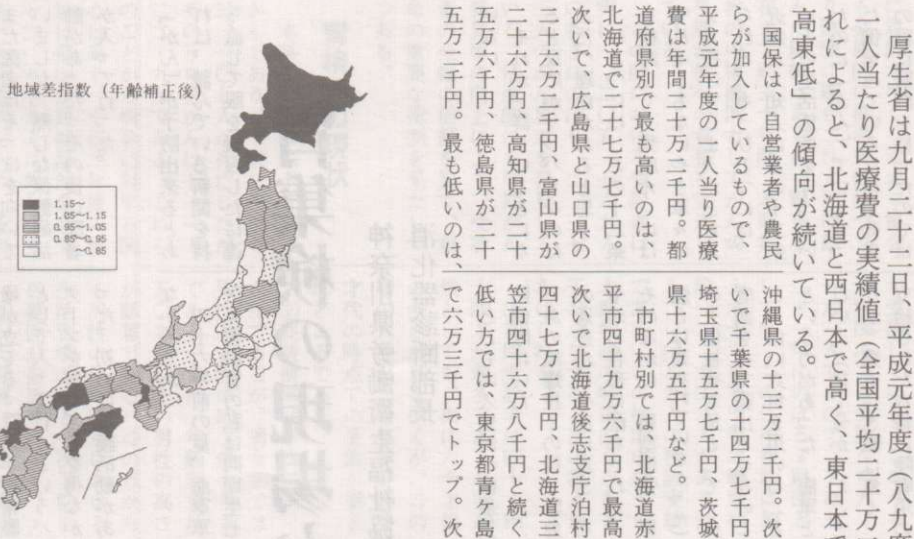 厚生省は九月二十二日、平成元年度（八九
一人当たり医療費の実績値（全国平均二十万
れによると、北海道と西日本で高く、東日本
高東低」の傾向が続いている。
国保は、自営業者や農民
らが加入しているもので、
平成元年度の一人当り医療
費は年間二十万二千円。都
道府県別で最も高いのは、
北海道で二十七万七千円。
次いで、広島県と山口県の
二十六万三千円、富山県が
二十六万円、高知県が二十
五万六千円、徳島県が二十
五万二千円。最も低いのは、
沖縄県の十三万二千円。次
いで千葉県の十四万七千円
埼玉県十五万七千円、茨城
県十六万五千円など。
市町村別では、北海道赤
平市四十九万六千円で最高
次いで北海道後志支庁泊村
四十七万一千円、北海道三
笠市四十六万八千円と続く
低い方では、東京都青ケ島
で六万三千円でトップ。次
地域差指数（年齢補正後）
1.15～
1.05～1.15
0.95～1.05
0.85～0.95
～0.85